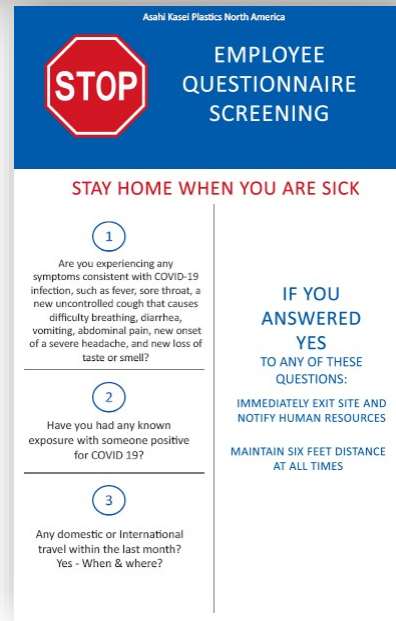 Asahi Kasei Plastics North America
STOP
EMPLOYEE
QUESTIONNAIRE
SCREENING
STAY HOME WHEN YOU ARE SICK
1
Are you experiencing any
symptoms consistent with COVID-19
infection, such as fever, sore throat, a
new uncontrolled cough that causes
difficulty breathing, diarrhea,
vomiting, abdominal pain, new onset
of a severe headache, and new loss of
taste or smell?
2
Have you had any known
exposure with someone positive
for COVID 19?
3
Any domestic or International
travel within the last month?
Yes - When & where?
IF YOU
ANSWERED
YES
TO ANY OF THESE
QUESTIONS:
IMMEDIATELY EXIT SITE AND
NOTIFY HUMAN RESOURCES
MAINTAIN SIX FEET DISTANCE
AT ALL TIMES